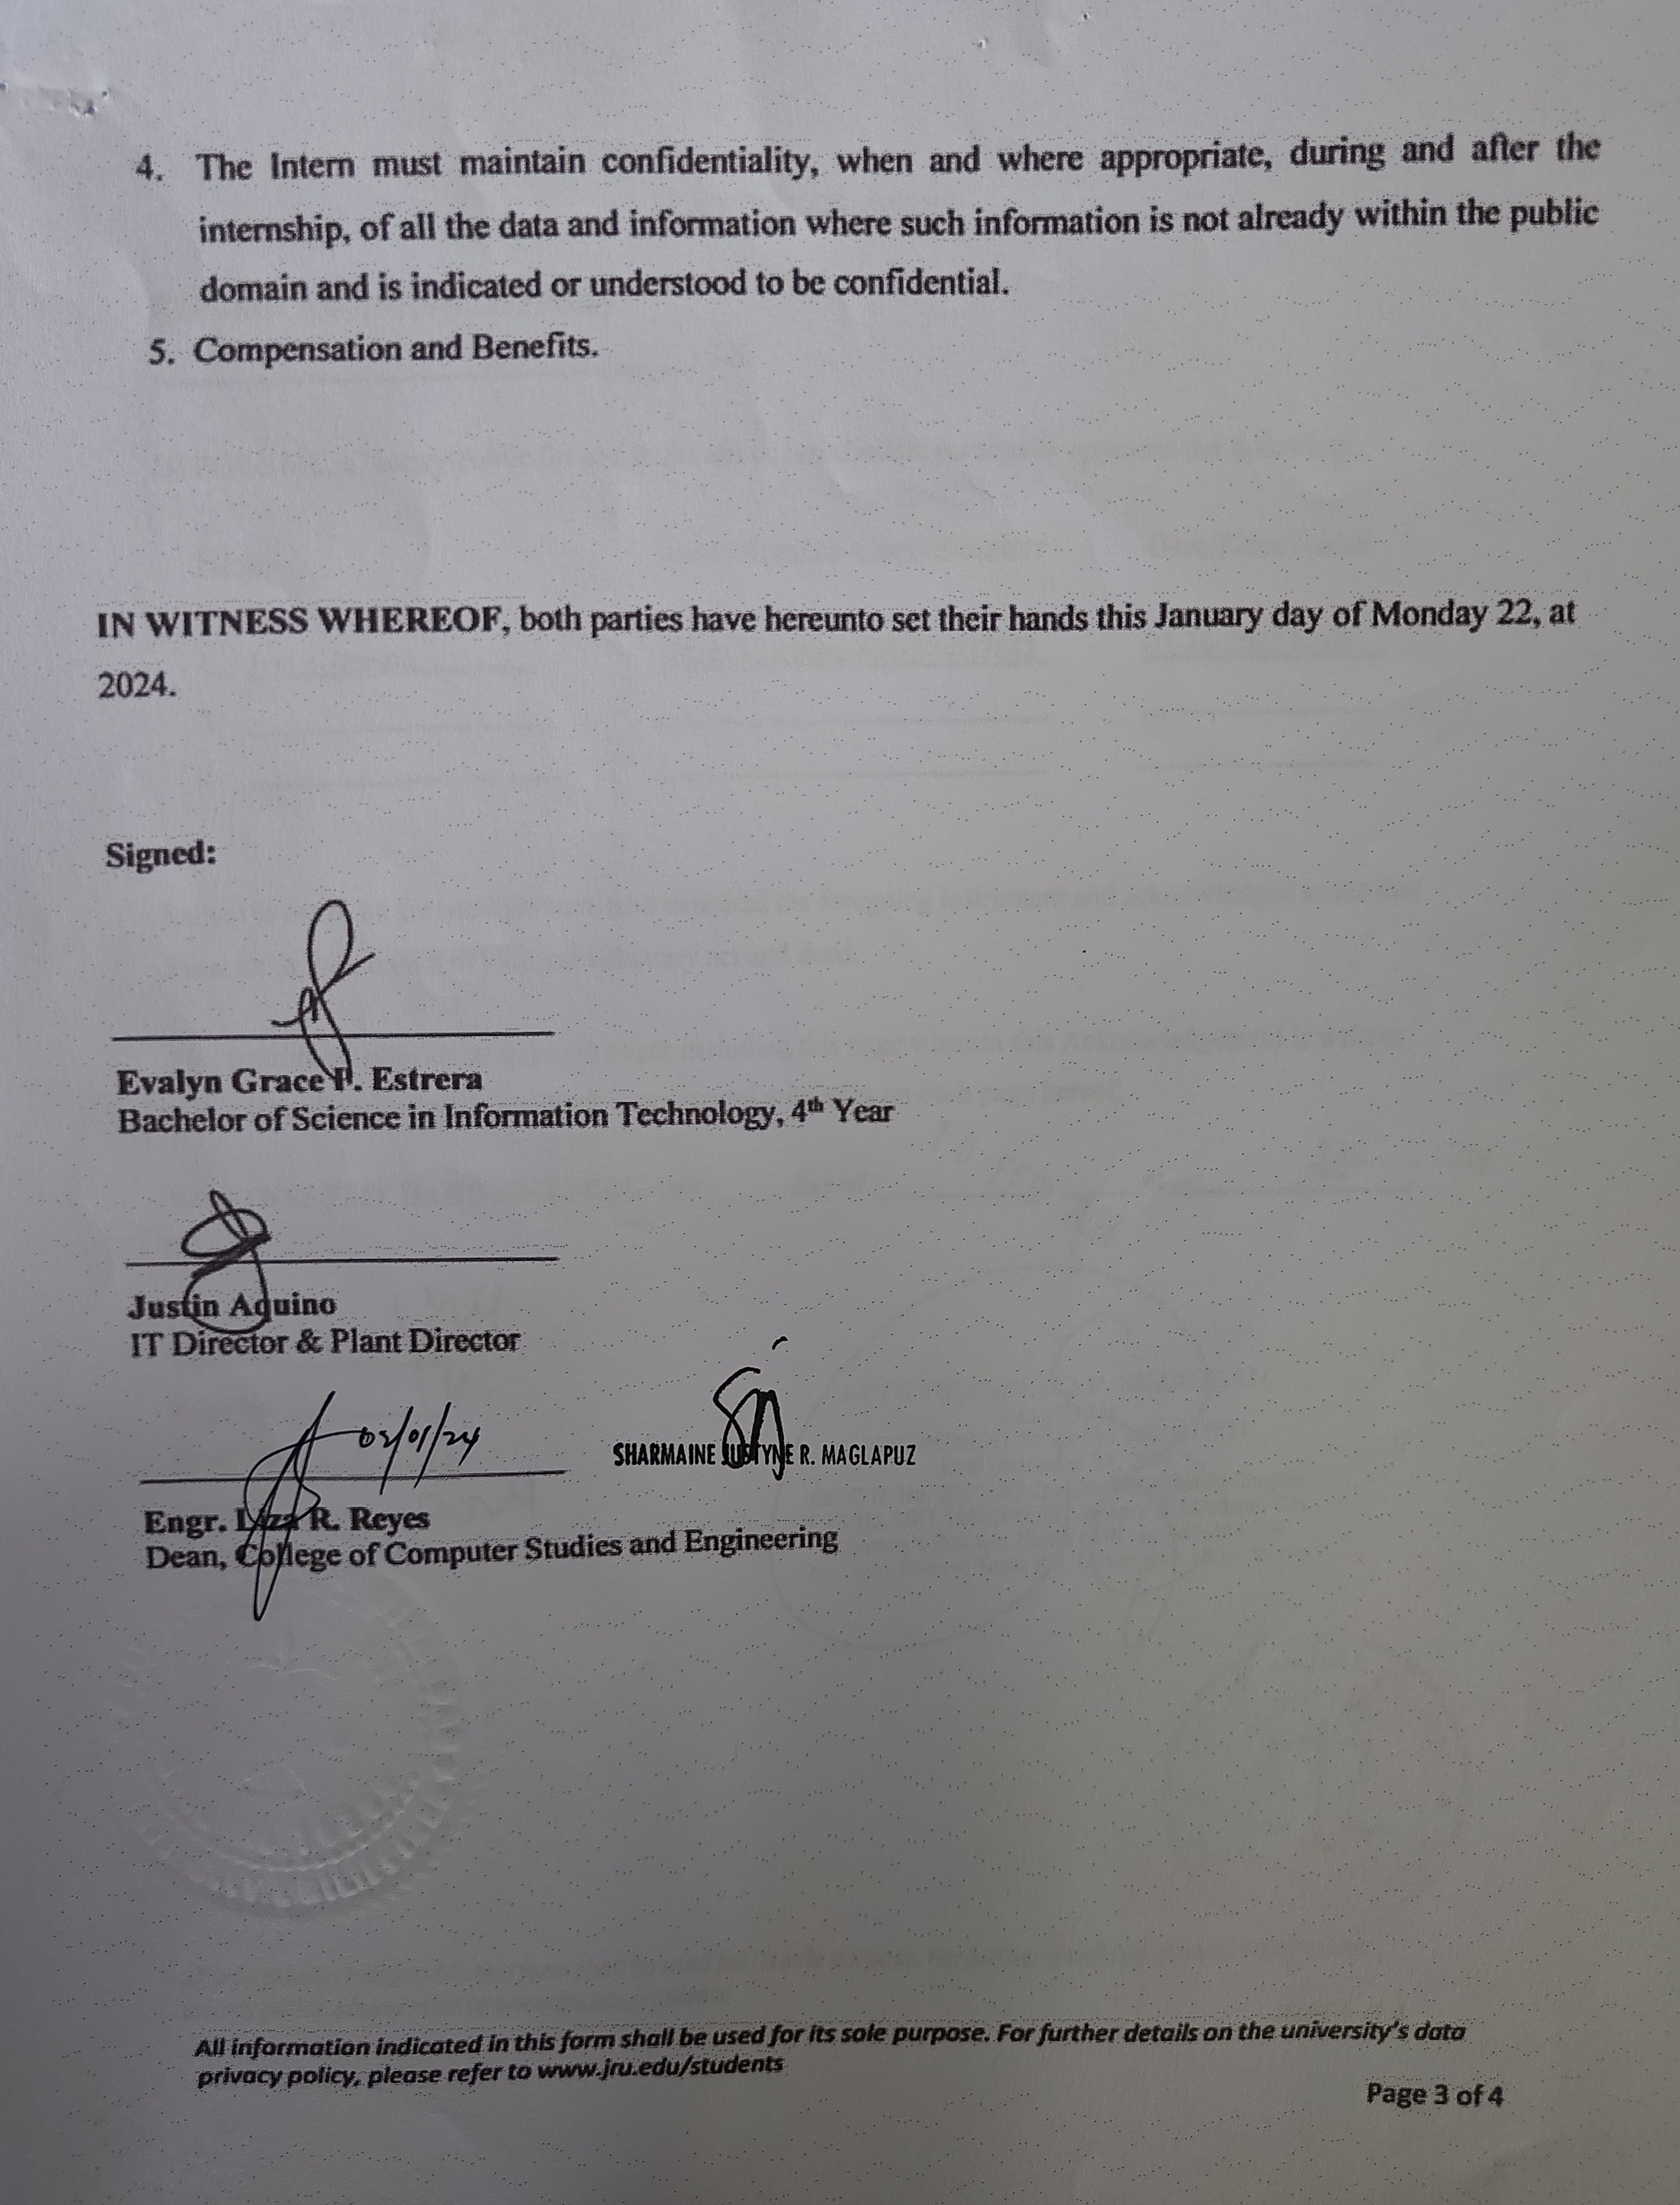 4. The Intern must maintain confidentiality, when and where appropriate, during and after the
internship, of all the data and information where such information is not already within the public
domain and is indicated or understood to be confidential.
5. Compensation and Benefits.
IN WITNESS WHEREOF, both parties have hereunto set their hands this January day of Monday 22, at
2024.
Signed:
Evalyn Grace P. Estrera
Bachelor of Science in Information Technology, 4th Year
Justin Aquino
IT Director & Plant Director
02/01/24
SHARMAINE JUSTYNE R. MAGLAPUZ
Engr. Liza R. Reyes
Dean, College of Computer Studies and Engineering
All information indicated in this form shall be used for its sole purpose. For further details on the university's data
privacy policy, please refer to www.jru.edu/students
Page 3 of 4